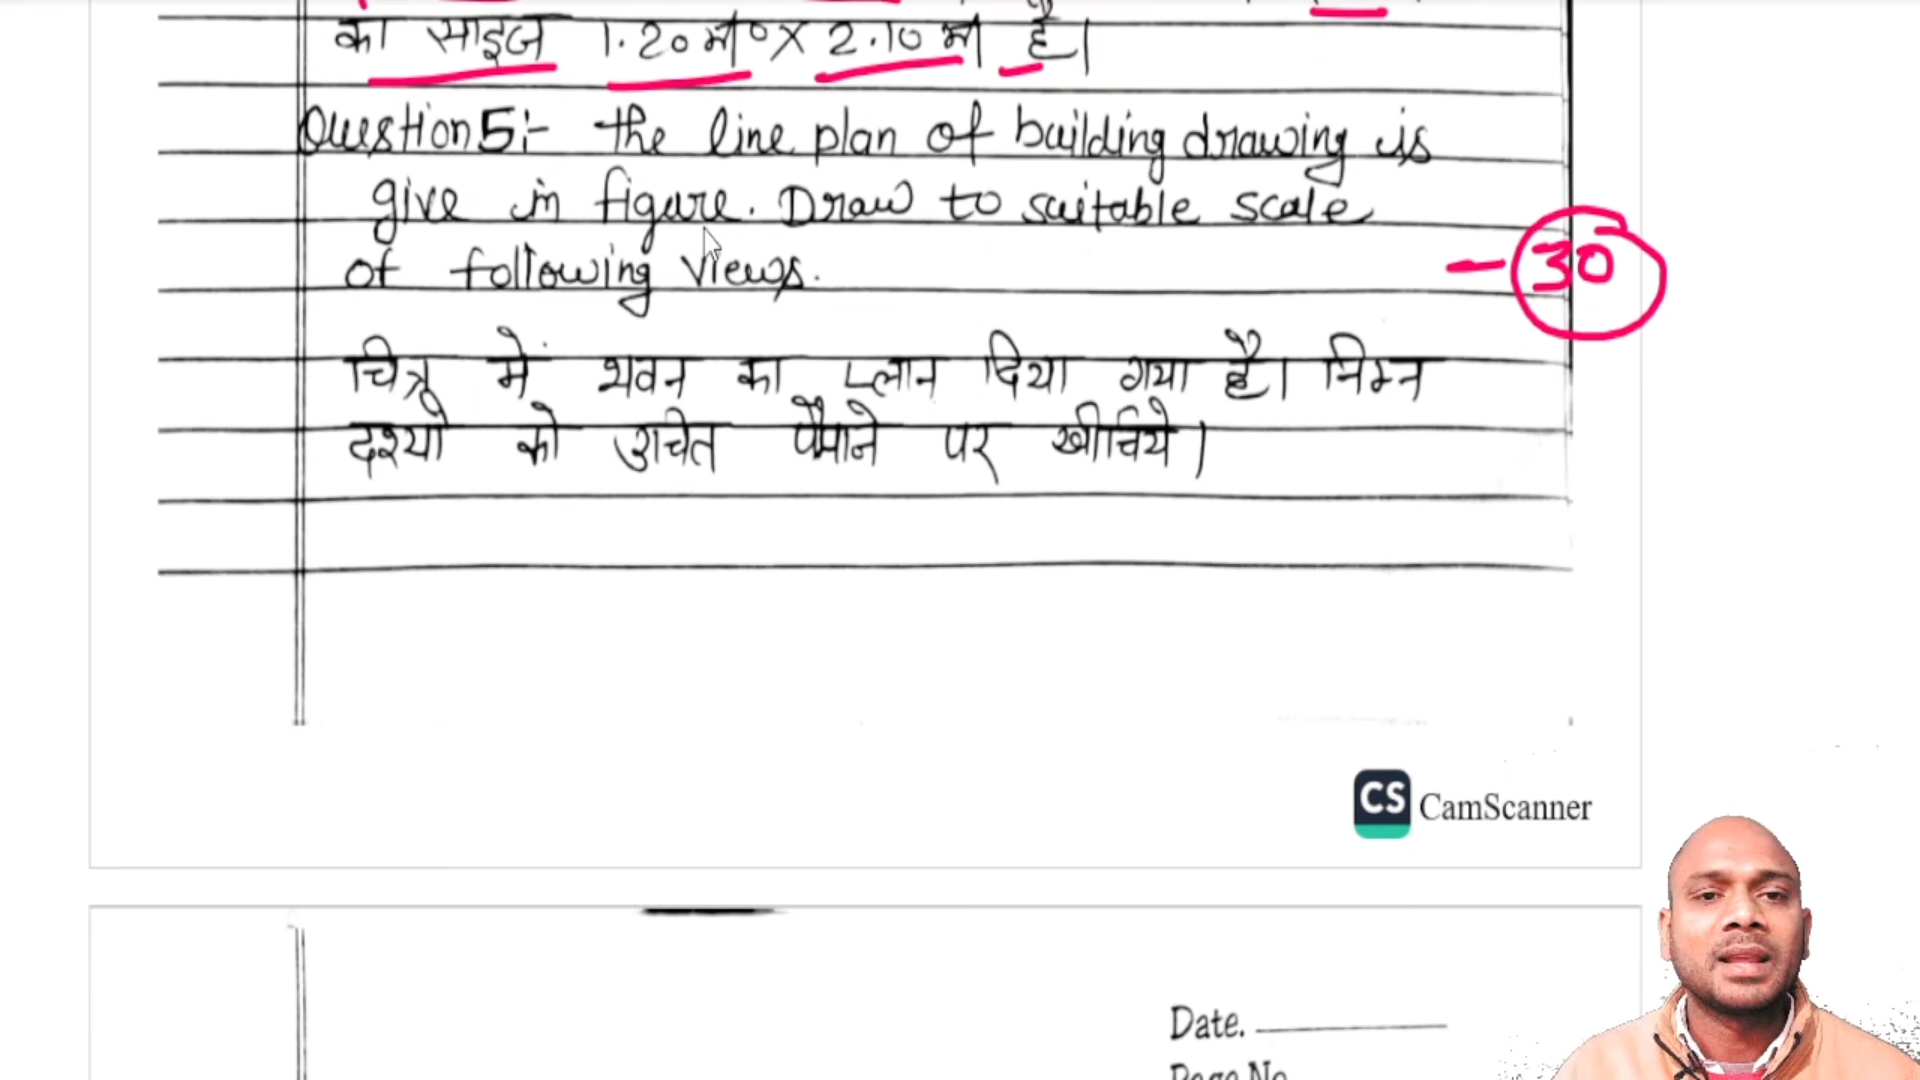 का साइज 1.20 मी० X 2.10 मी है।
Question 5:- the line plan of building drawing is
give in figure. Draw to suitable scale
of following views.
- 30
चित्र में भवन का प्लान दिया गया है। निम्न
दृश्यो को उचित पैमाने पर खीचिये।
CS CamScanner
Date.
Page No